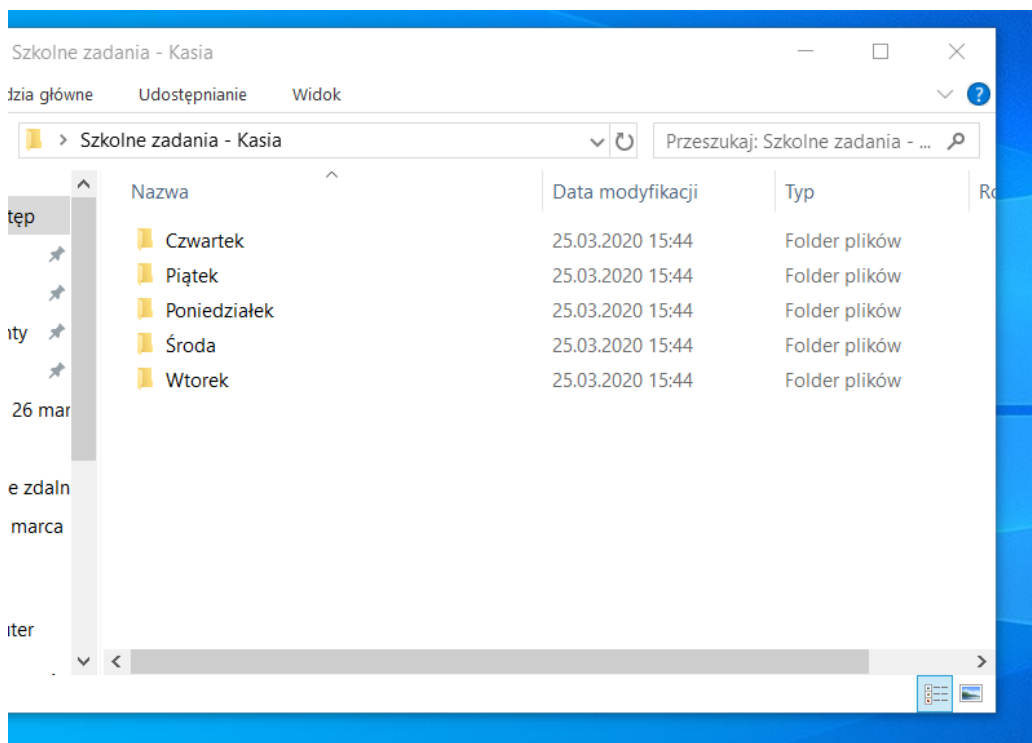 Szkolne zadania - Kasia
dzia główne Udostępnianie Widok
Szkolne zadania - Kasia Przeszukaj: Szkolne zadania - ...
Nazwa Data modyfikacji Typ
tęp
Czwartek 25.03.2020 15:44 Folder plików
Piątek 25.03.2020 15:44 Folder plików
Poniedziałek 25.03.2020 15:44 Folder plików
nty
Środa 25.03.2020 15:44 Folder plików
Wtorek 25.03.2020 15:44 Folder plików
26 mar
e zdaln
marca
uter